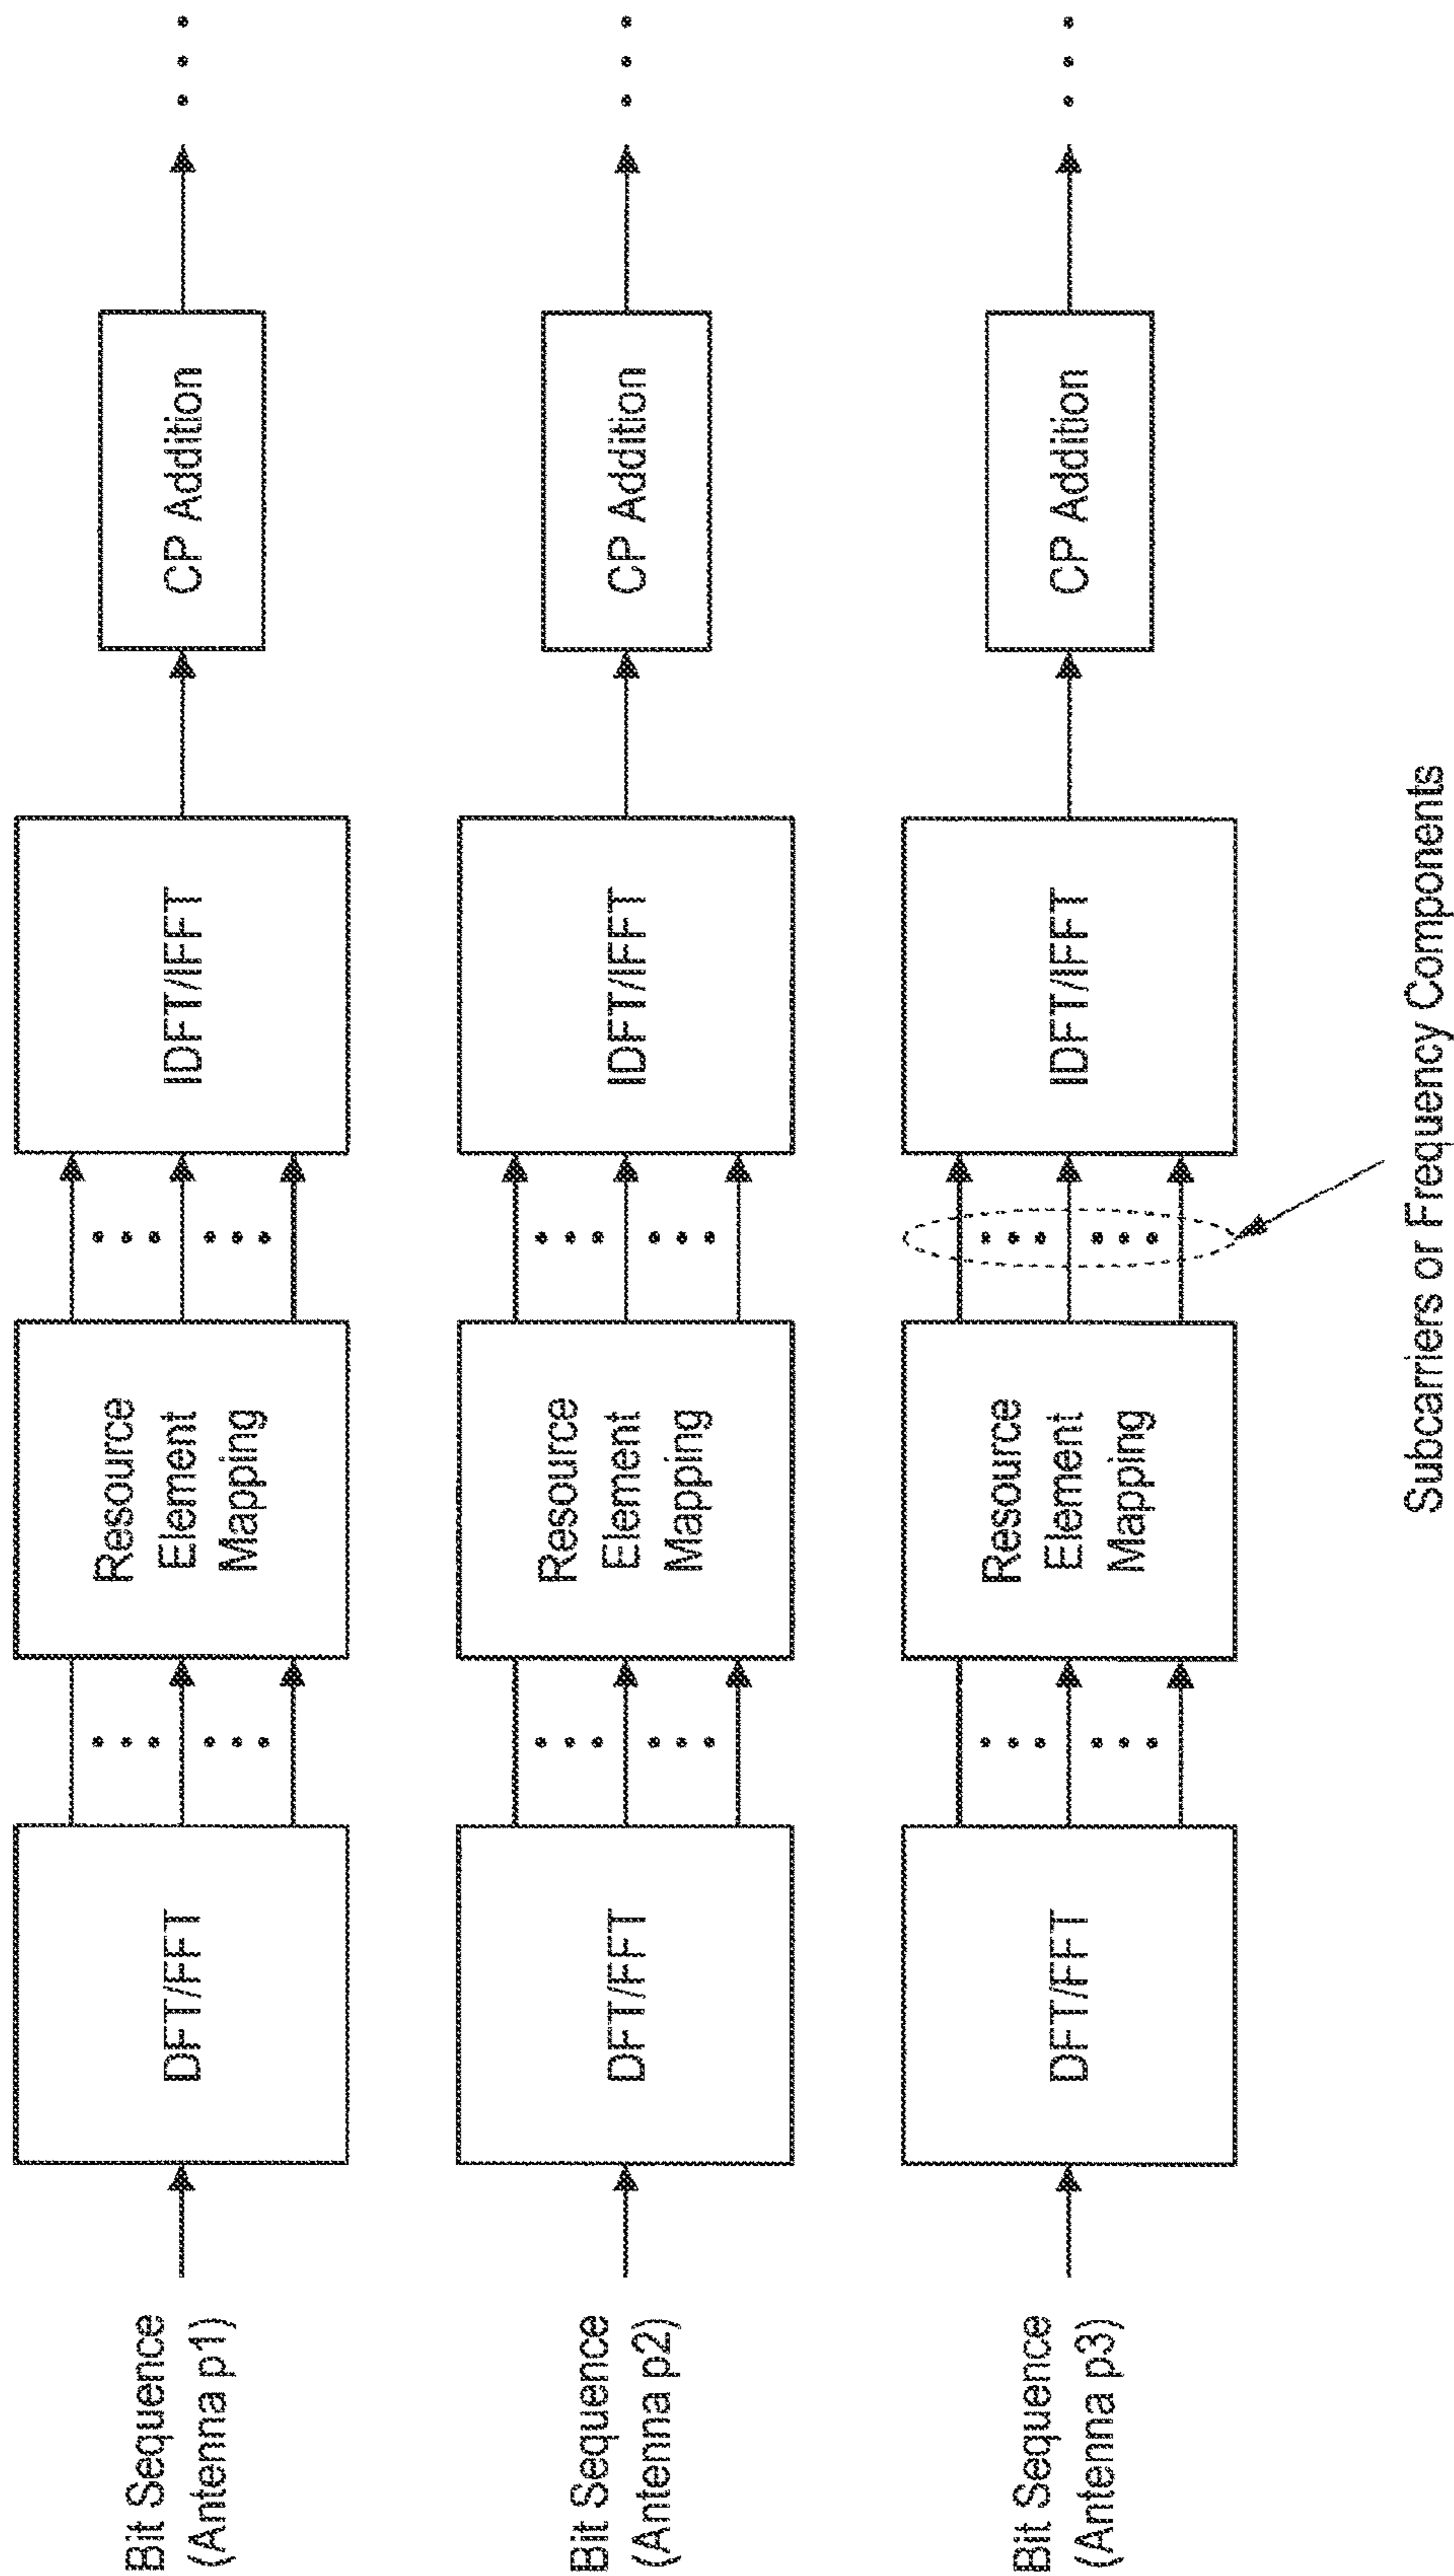 Bit Sequence
(Antenna p1)
DFT/FFT
Resource
Element
Mapping
IDFT/IFFT
CP Addition
Bit Sequence
(Antenna p2)
DFT/FFT
Resource
Element
Mapping
IDFT/IFFT
CP Addition
Bit Sequence
(Antenna p3)
DFT/FFT
Resource
Element
Mapping
IDFT/IFFT
CP Addition
Subcarriers or Frequency Components